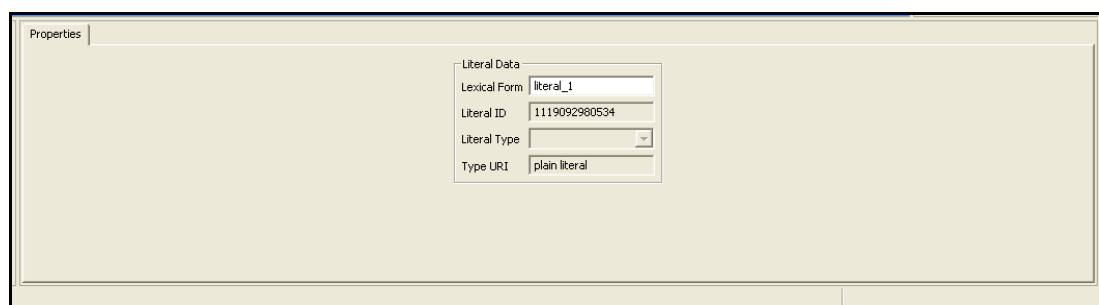 Properties
Literal Data
Lexical Form literal_1
Literal ID 1119092980534
Literal Type
Type URI plain literal